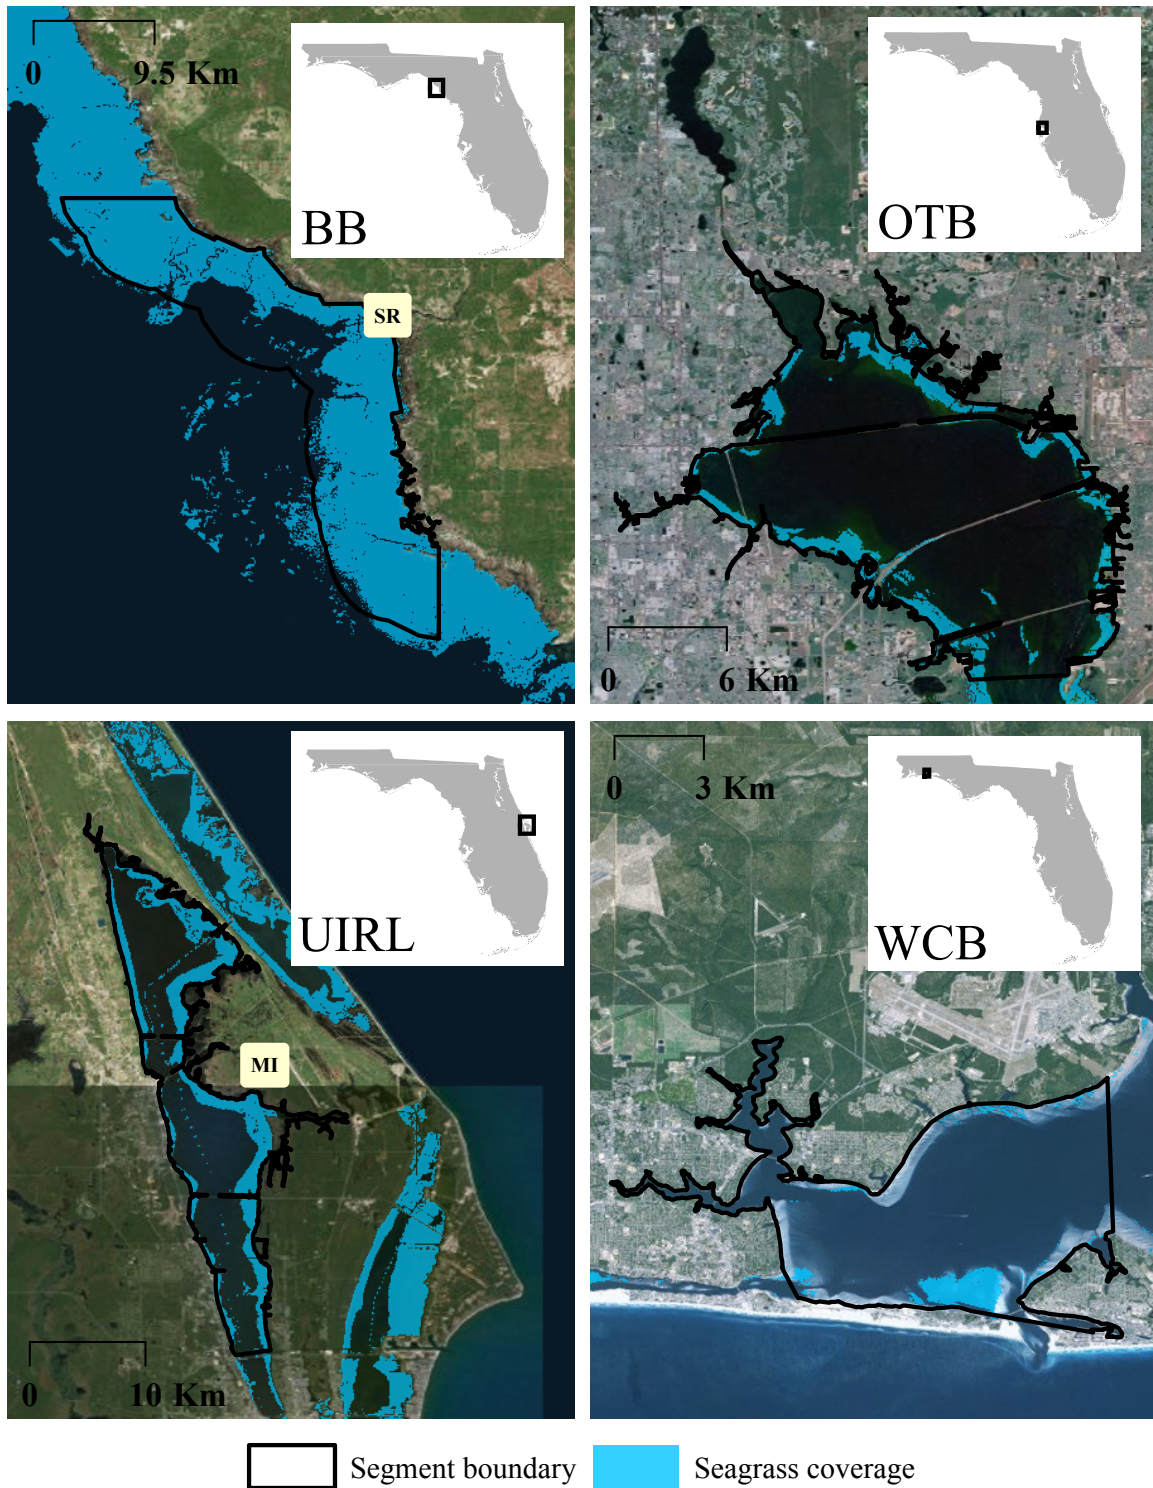 0 9.5 Km
BB
SR
OTB
0 6 Km
UIRL
MI
0 10 Km
0 3 Km
WCB
Segment boundary
Seagrass coverage